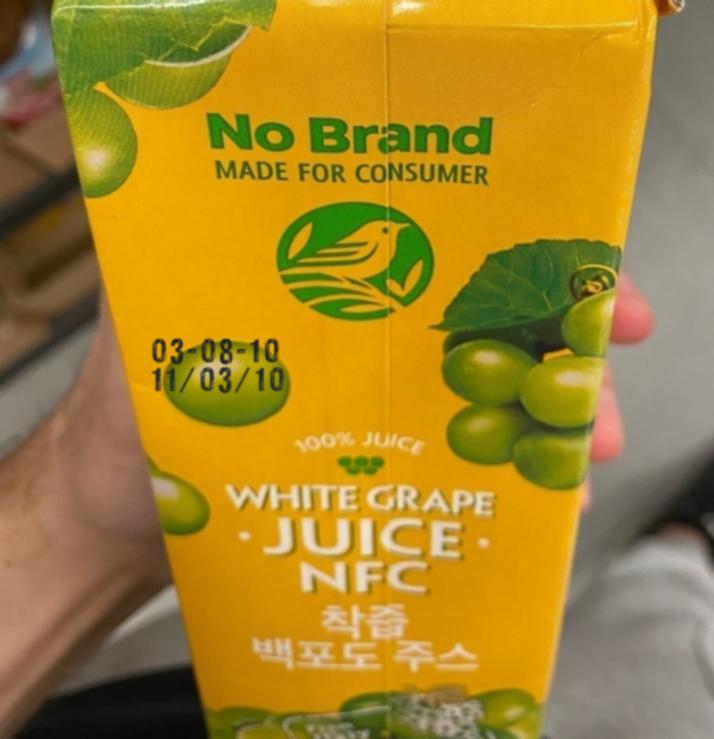 No Brand
MADE FOR CONSUMER
03-08-10
11/03/10
100% JUICE
WHITE GRAPE
· JUICE ·
NFC
착즙
백포도 주스